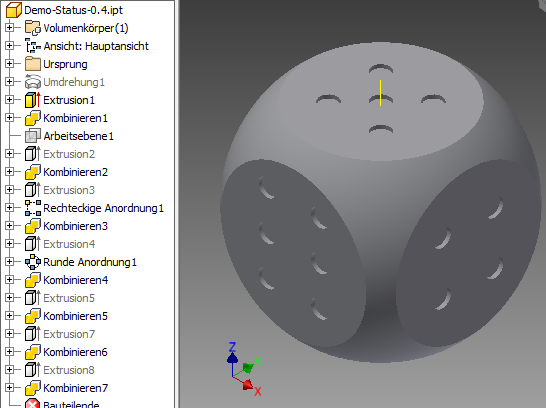 Demo-Status-0.4.ipt
Volumenkörper(1)
Ansicht: Hauptansicht
Ursprung
Umdrehung1
Extrusion1
Kombinieren1
Arbeitsebene1
Extrusion2
Kombinieren2
Extrusion3
Rechteckige Anordnung1
Kombinieren3
Extrusion4
Runde Anordnung1
Kombinieren4
Extrusion5
Kombinieren5
Extrusion7
Kombinieren6
Extrusion8
Kombinieren7
Bauteilende
Z
Y
X